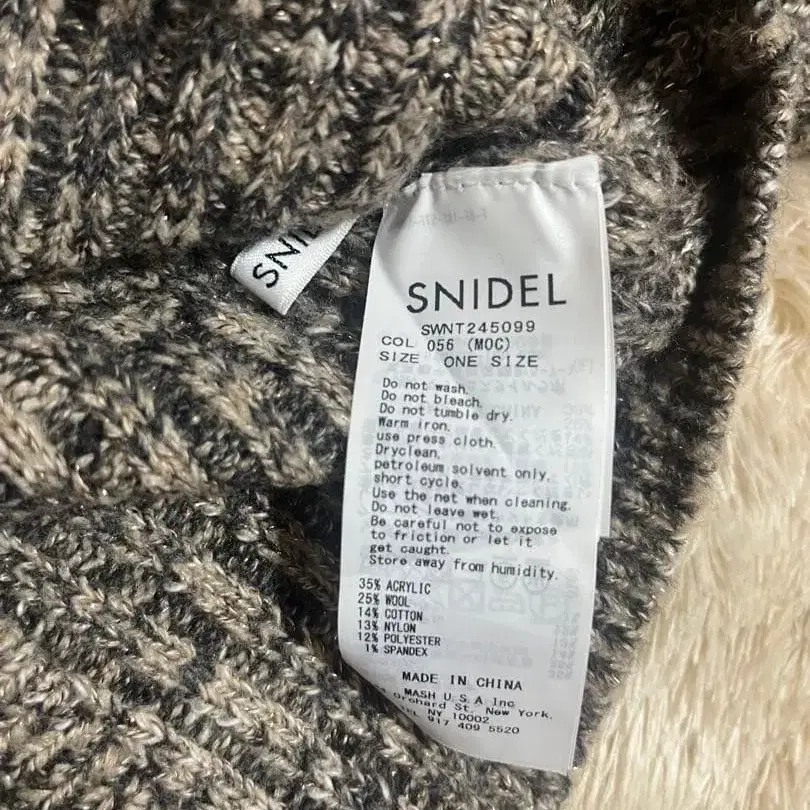 SNI
SNIDEL
SWNT245099
COL 056 (MOC)
SIZE ONE SIZE
Do not wash.
Do not bleach.
Do not tumble dry.
Warm iron.
use press cloth.
Dryclean,
petroleum solvent only,
short cycle.
Use the net when cleaning.
Do not leave wet.
Be careful not to expose
to friction or let it
get caught.
Store away from humidity.
35% ACRYLIC
25% WOOL
14% COTTON
13% NYLON
12% POLYESTER
1% SPANDEX
MADE IN CHINA
MASH U.S.A Inc
Orchard St. New York,
NY 10002
917 409 5520